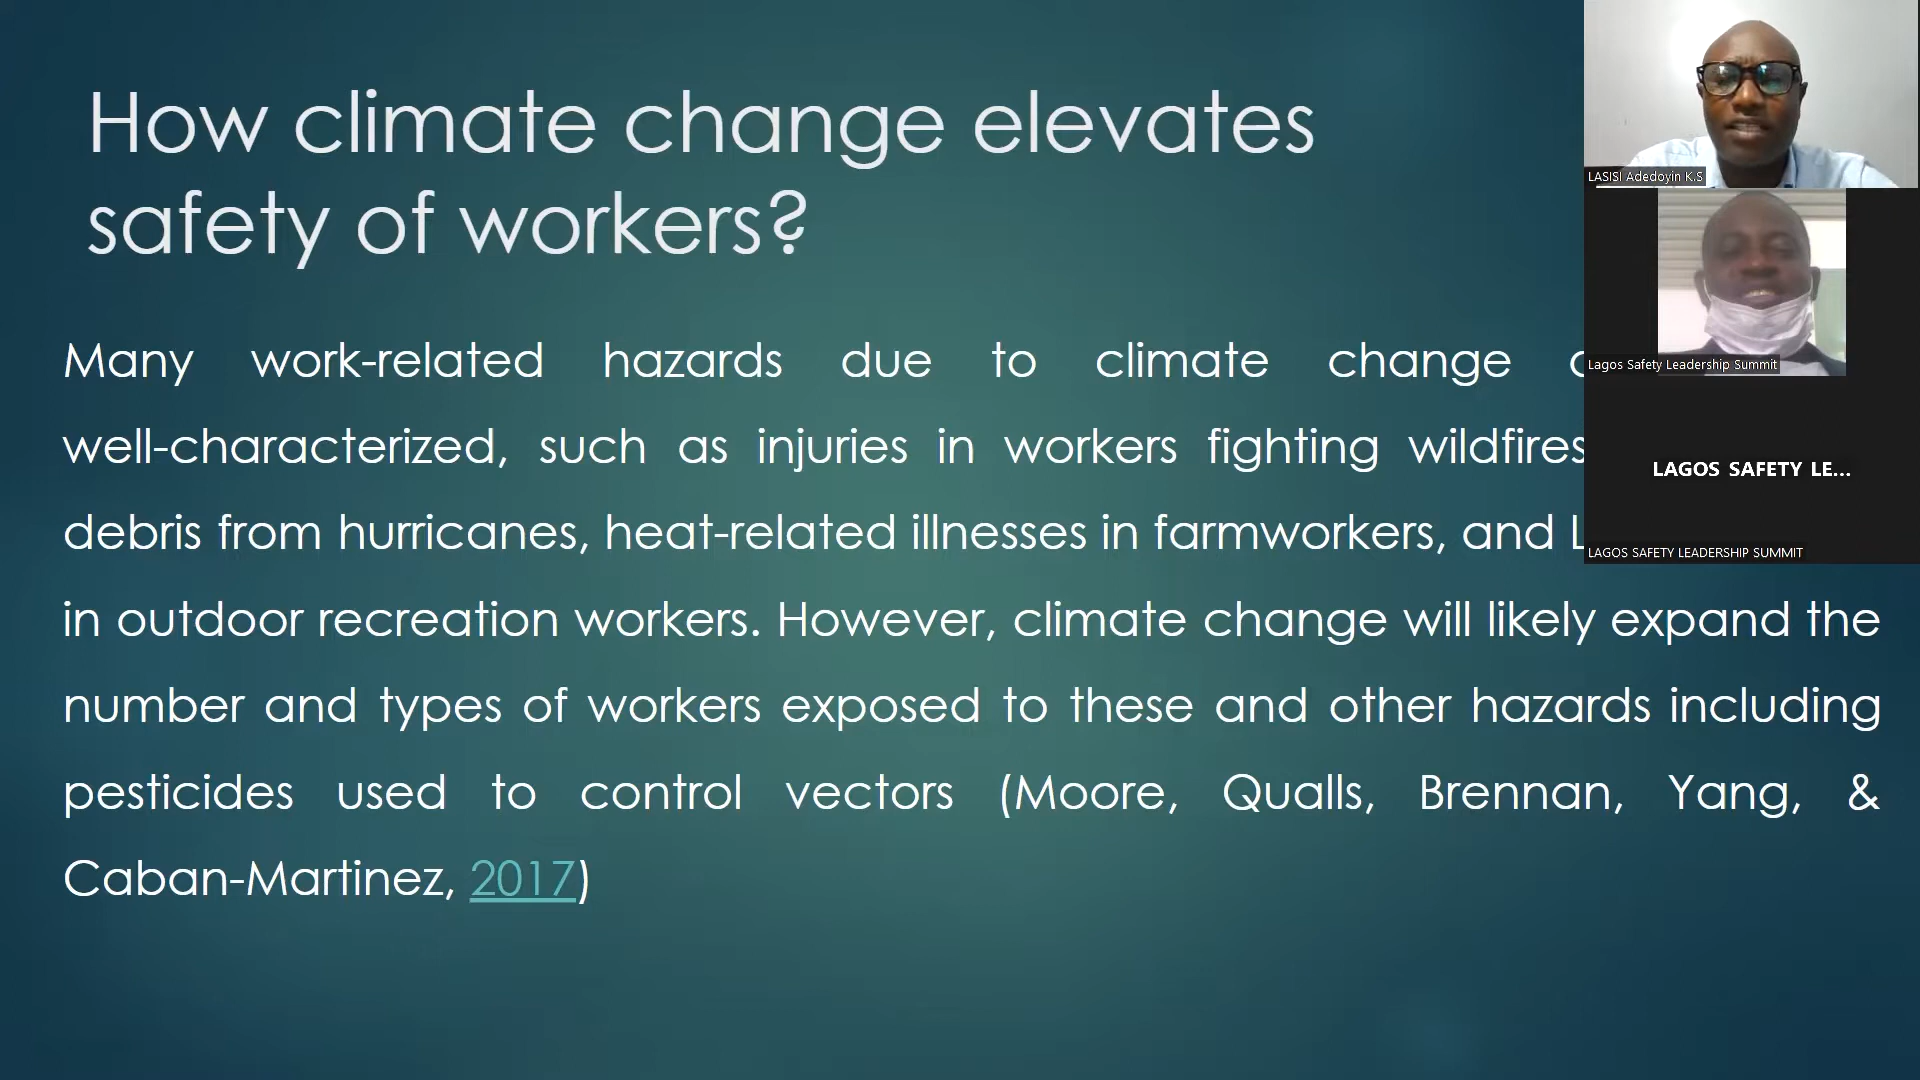 How climate change elevates
safety of workers?
Many work-related hazards due to climate change
well-characterized, such as injuries in workers fighting wildfires
debris from hurricanes, heat-related illnesses in farmworkers, and
in outdoor recreation workers. However, climate change will likely expand the
number and types of workers exposed to these and other hazards including
pesticides used to control vectors (Moore, Qualls, Brennan, Yang, &
Caban-Martinez, 2017)
LASISI Adedoyin K.S
Lagos Safety Leadership Summit
LAGOS SAFETY LE...
LAGOS SAFETY LEADERSHIP SUMMIT